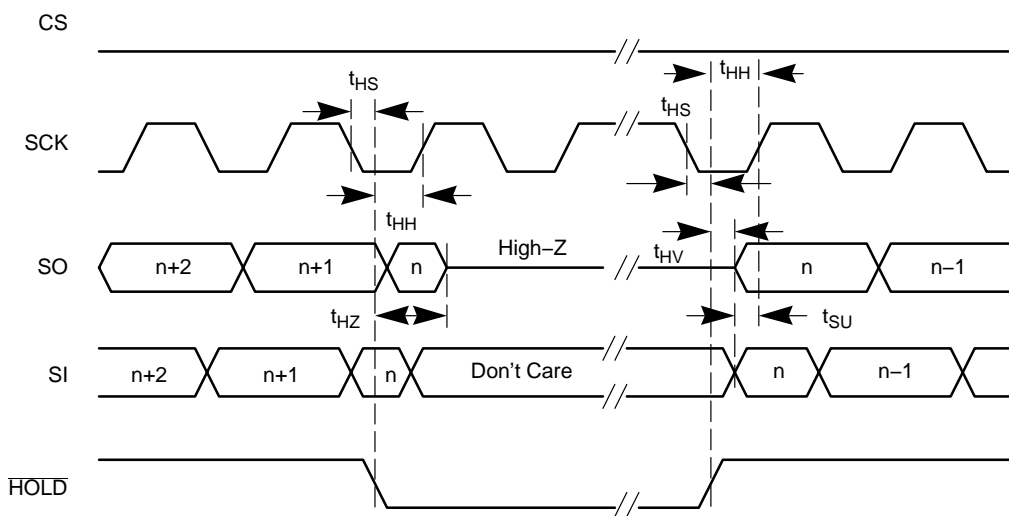 CS
tHH
tHS
tHS
SCK
tHH
High–Z
tHV
SO
n+2
n+1
n
n
n–1
tHZ
tSU
SI
n+2
n+1
n
Don't Care
n
n–1
HOLD